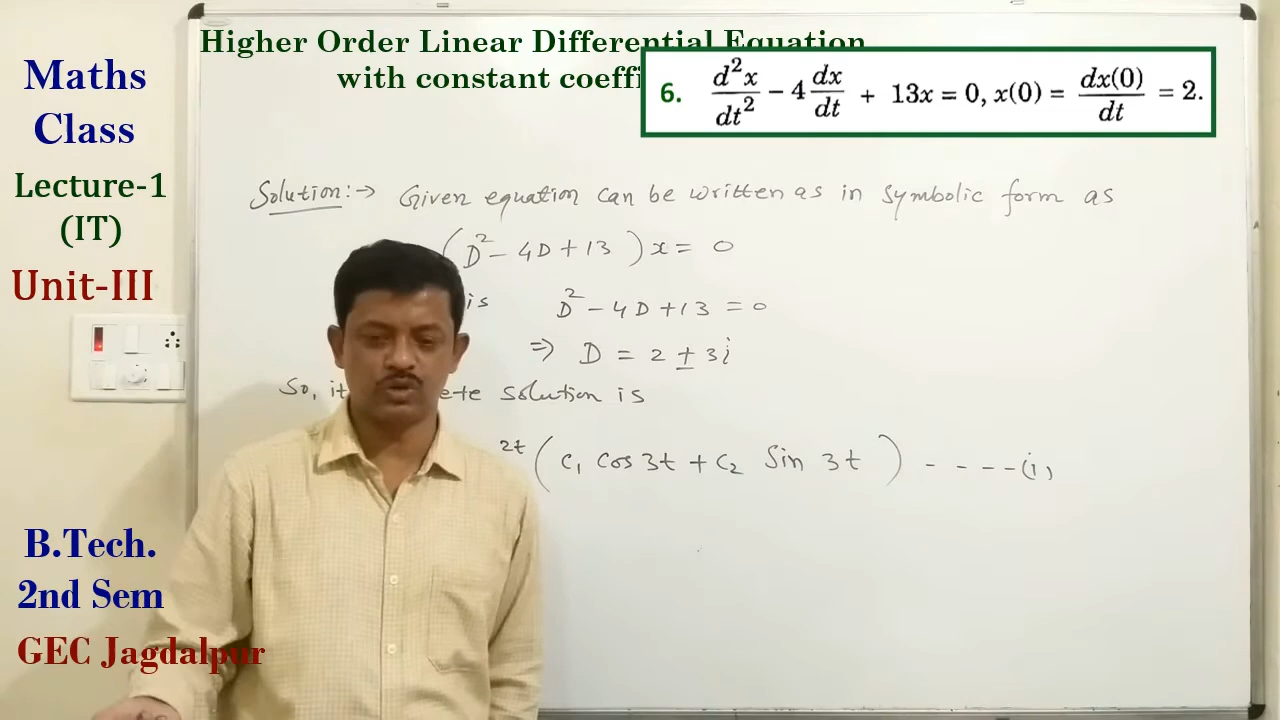 Higher Order Linear Differential Equation
with constant coeffi
6. d²x/dt² − 4 dx/dt + 13x = 0, x(0) = dx(0)/dt = 2.
Maths
Class
Lecture-1
(IT)
Unit-III
Solution:→ Given equation can be written as in symbolic form as
(D² − 4D + 13)x = 0
is D² − 4D + 13 = 0
⇒ D = 2 ± 3i
So, solution is
2t (C₁ Cos 3t + C₂ Sin 3t) - - - - (i)
B.Tech.
2nd Sem
GEC Jagdalpur